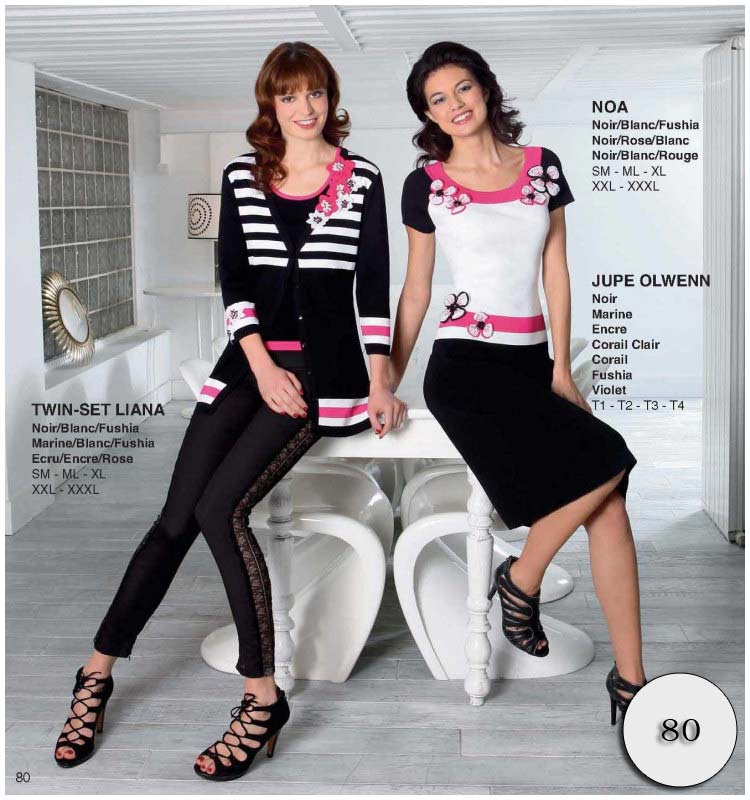 NOA
Noir/Blanc/Fushia
Noir/Rose/Blanc
Noir/Blanc/Rouge
SM - ML - XL
XXL - XXXL
JUPE OLWENN
Noir
Marine
Encre
Corail Clair
Corail
Fushia
Violet
T1 - T2 - T3 - T4
TWIN-SET LIANA
Noir/Blanc/Fushia
Marine/Blanc/Fushia
Ecru/Encre/Rose
SM - ML - XL
XXL - XXXL
80
80